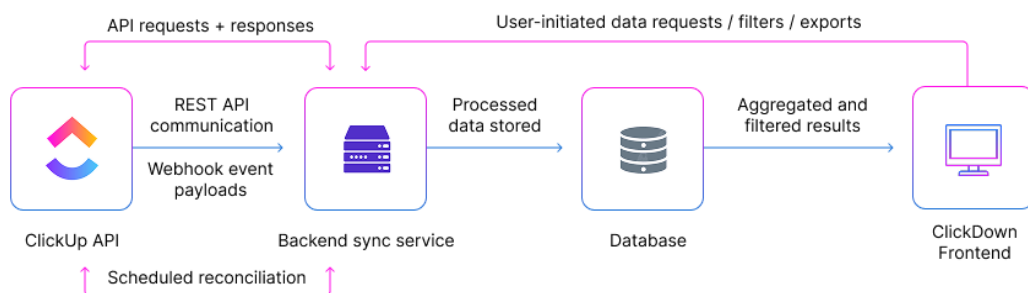 API requests + responses
User-initiated data requests / filters / exports
REST API
communication
Webhook event
payloads
Processed
data stored
Aggregated and
filtered results
ClickUp API
Backend sync service
Database
ClickDown
Frontend
Scheduled reconciliation